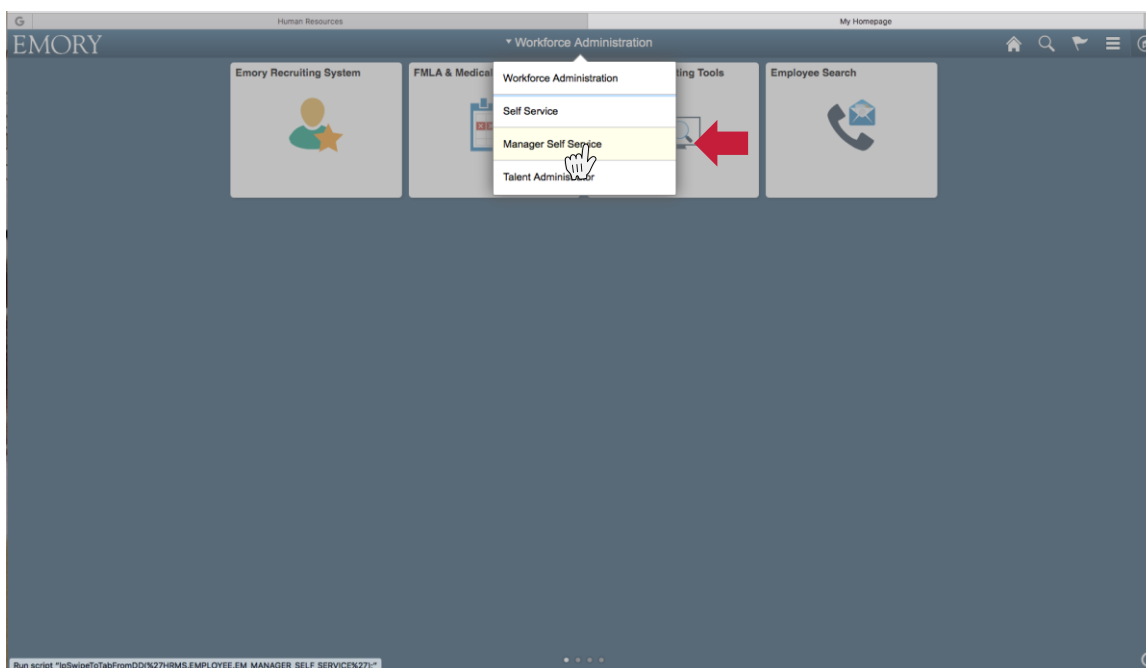 G
Human Resources
My Homepage
EMORY
Workforce Administration
Emory Recruiting System
FMLA & Medical
ting Tools
Employee Search
Workforce Administration
Self Service
Manager Self Service
Talent Administrator
Run script "lpSwipeToTabFromDD(%27HRMS.EMPLOYEE.EM_MANAGER_SELF_SERVICE%27);"